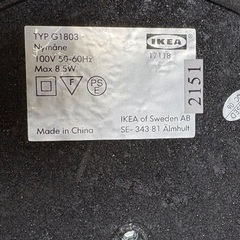 TYP G1803
Nymåne
100V 50-60Hz
Max 8.5W
IKEA
17118
2151
PS
E
Made in China
IKEA of Sweden AB
SE- 343 81 Älmhult